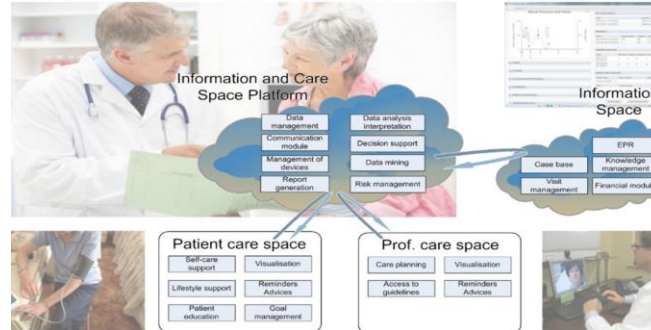 Information and Care
Space Platform
Data
management
Data analysis
interpretation
Communication
module
Decision support
Management of
devices
Data mining
Report
generation
Risk management
Informatio
Space
EPR
Case base
Knowledge
management
Visit
management
Financial modul
Patient care space
Self-care
support
Visualisation
Lifestyle support
Reminders
Advices
Patient
education
Goal
management
Prof. care space
Care planning
Visualisation
Access to
guidelines
Reminders
Advices